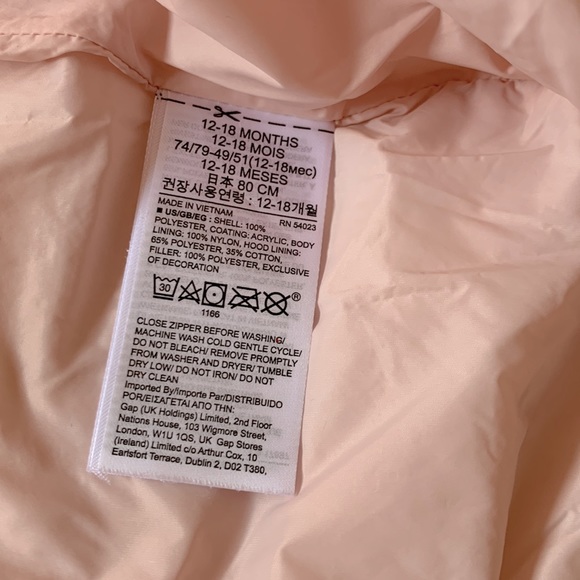 12-18 MONTHS
12-18 MOIS
74/79-49/51(12-18мес)
12-18 MESES
日本 80 CM
권장사용연령 : 12-18개월
MADE IN VIETNAM RN 54023
■ US/GB/EG : SHELL: 100%
POLYESTER, COATING: ACRYLIC, BODY
LINING: 100% NYLON, HOOD LINING:
65% POLYESTER, 35% COTTON,
FILLER: 100% POLYESTER, EXCLUSIVE
OF DECORATION
30 ®
1166
CLOSE ZIPPER BEFORE WASHING/
MACHINE WASH COLD GENTLE CYCLE/
DO NOT BLEACH/ REMOVE PROMPTLY
FROM WASHER AND DRYER/ TUMBLE
DRY LOW/ DO NOT IRON/ DO NOT
DRY CLEAN
Imported By/Importe Par/DISTRIBUIDO
POR/ΕΙΣΑΓΕΤΑΙ ΑΠΟ ΤΗΝ:
Gap (UK Holdings) Limited, 2nd Floor
Nations House, 103 Wigmore Street,
London, W1U 1QS, UK Gap Stores
(Ireland) Limited c/o Arthur Cox, 10
Earlsfort Terrace, Dublin 2, D02 T380,